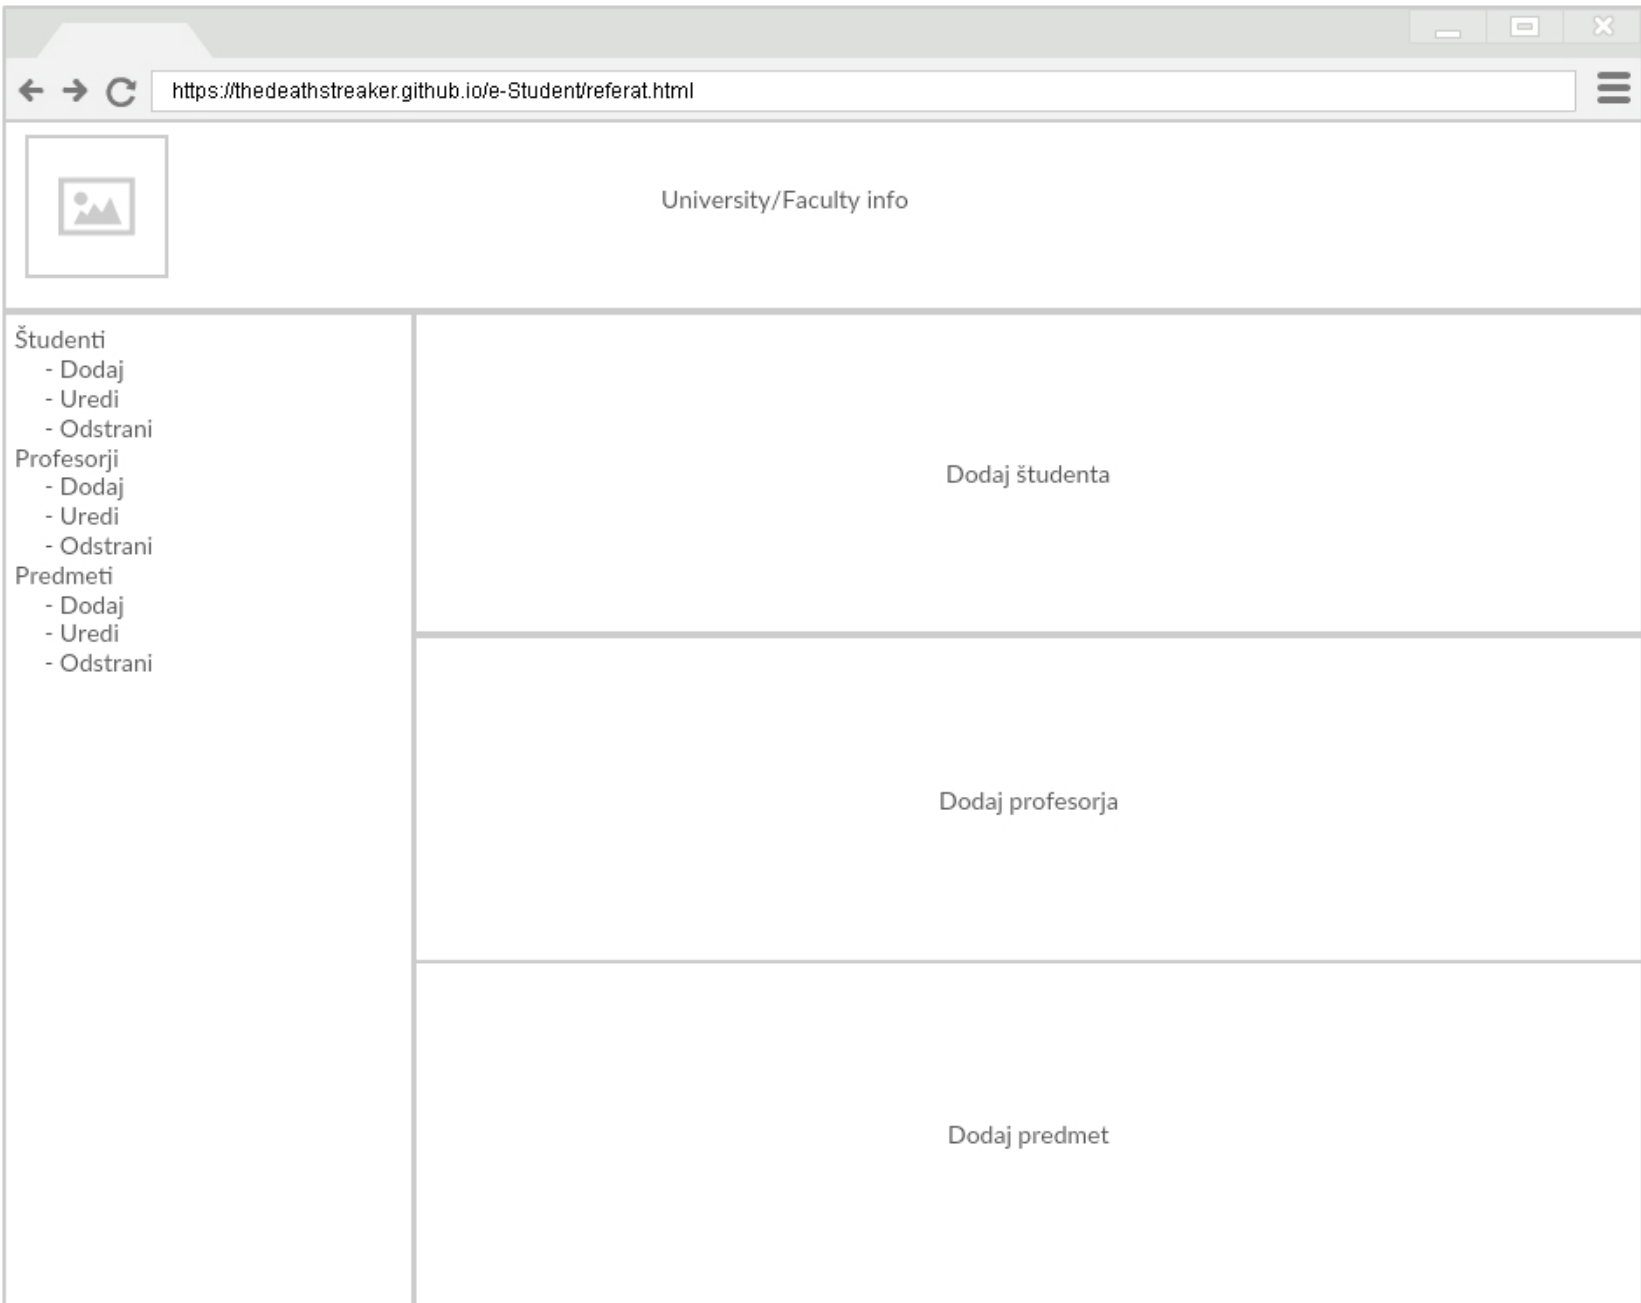 https://thedeathstreaker.github.io/e-Student/referat.html
University/Faculty info
Študenti
- Dodaj
- Uredi
- Odstrani
Profesorji
- Dodaj
- Uredi
- Odstrani
Predmeti
- Dodaj
- Uredi
- Odstrani
Dodaj študenta
Dodaj profesorja
Dodaj predmet